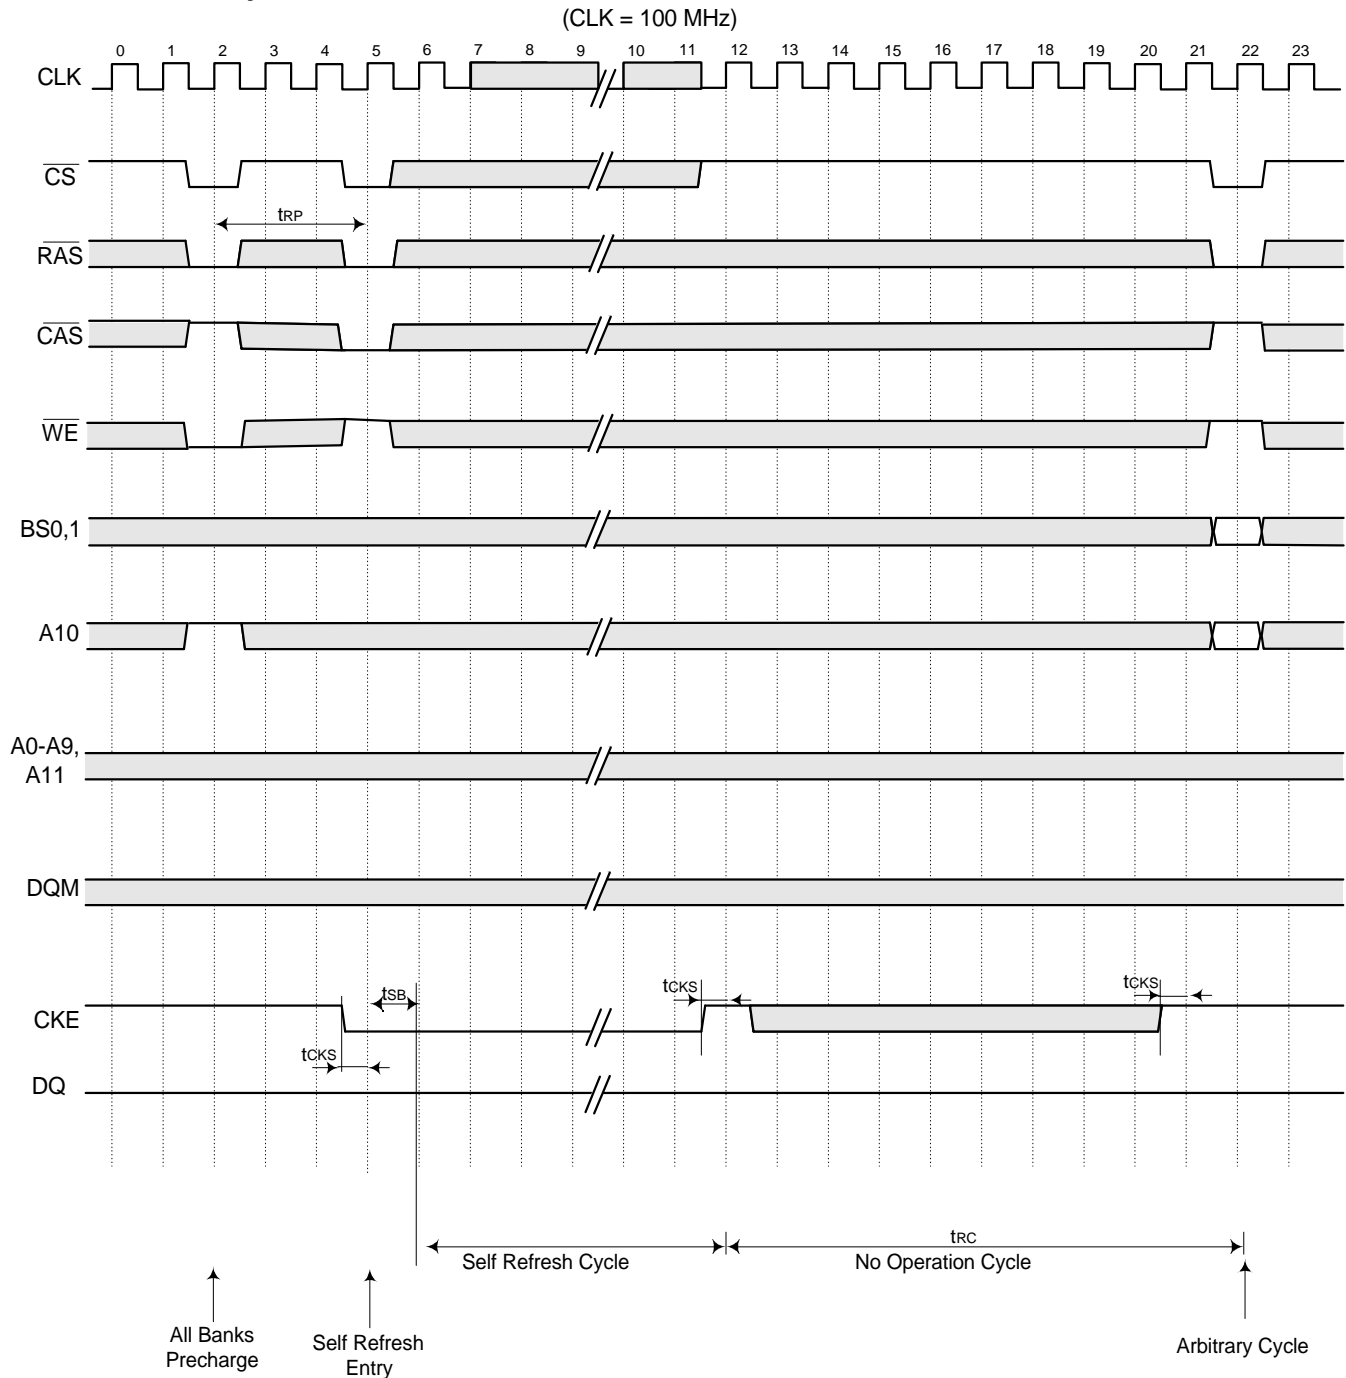 (CLK = 100 MHz)
0 1 2 3 4 5 6 7 8 9 10 11 12 13 14 15 16 17 18 19 20 21 22 23
CLK
CS
tRP
RAS
CAS
WE
BS0,1
A10
A0-A9,
A11
DQM
tSB
tCKS
tCKS
CKE
tCKS
DQ
tRC
Self Refresh Cycle
No Operation Cycle
All Banks
Precharge
Self Refresh
Entry
Arbitrary Cycle